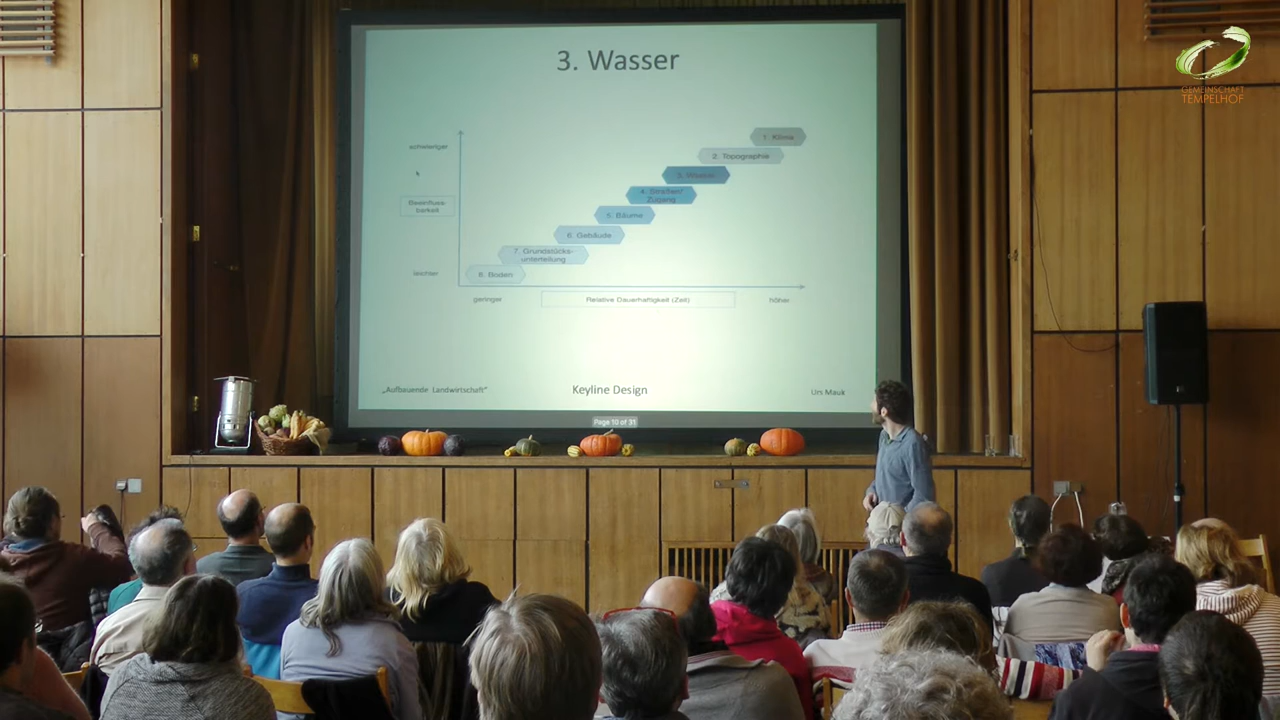 3. Wasser
GEMEINSCHAFT
TEMPELHOF
1. Klima
schwieriger
2. Topographie
3. Wasser
4. Straßen/
Zugang
Beeinfluss-
barkeit
5. Bäume
6. Gebäude
7. Grundstücks-
unterteilung
leichter
8. Boden
geringer
Relative Dauerhaftigkeit (Zeit)
höher
„Aufbauende Landwirtschaft"
Keyline Design
Urs Mauk
Page 10 of 31